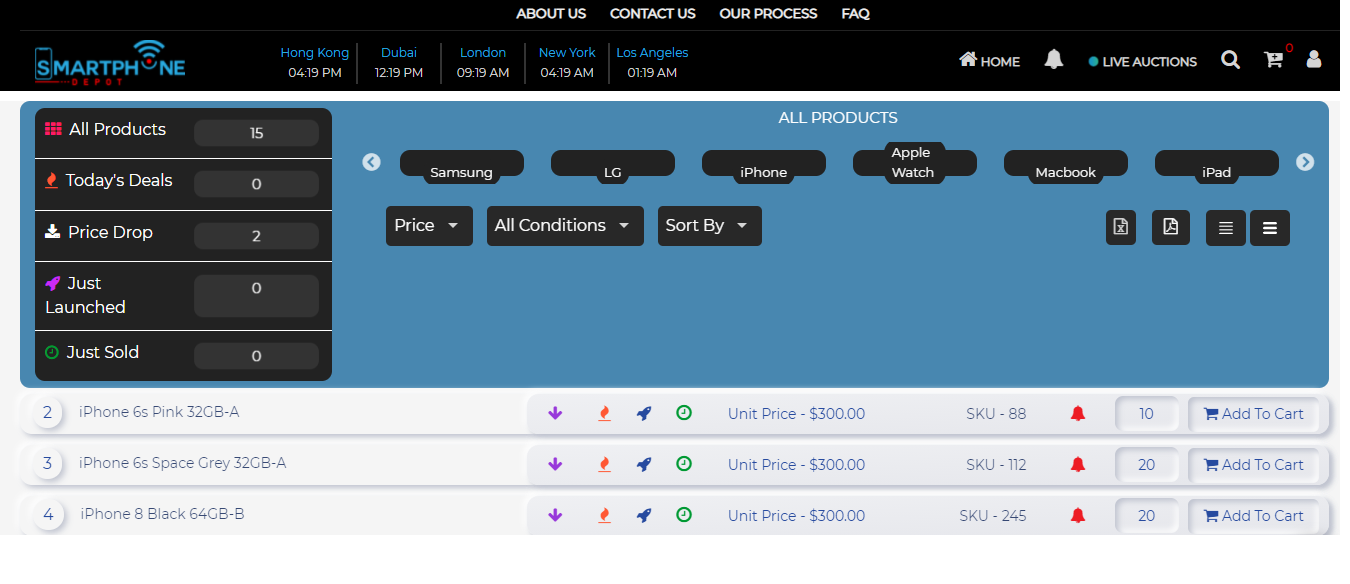 ABOUT US CONTACT US OUR PROCESS FAQ
SMARTPHONE
DEPOT
Hong Kong Dubai London New York Los Angeles
04:19 PM 12:19 PM 09:19 AM 04:19 AM 01:19 AM
HOME LIVE AUCTIONS 0
All Products 15
Today's Deals 0
Price Drop 2
Just Launched 0
Just Sold 0
ALL PRODUCTS
Samsung LG iPhone Apple Watch Macbook iPad
Price All Conditions Sort By
2 iPhone 6s Pink 32GB-A Unit Price - $300.00 SKU - 88 10 Add To Cart
3 iPhone 6s Space Grey 32GB-A Unit Price - $300.00 SKU - 112 20 Add To Cart
4 iPhone 8 Black 64GB-B Unit Price - $300.00 SKU - 245 20 Add To Cart